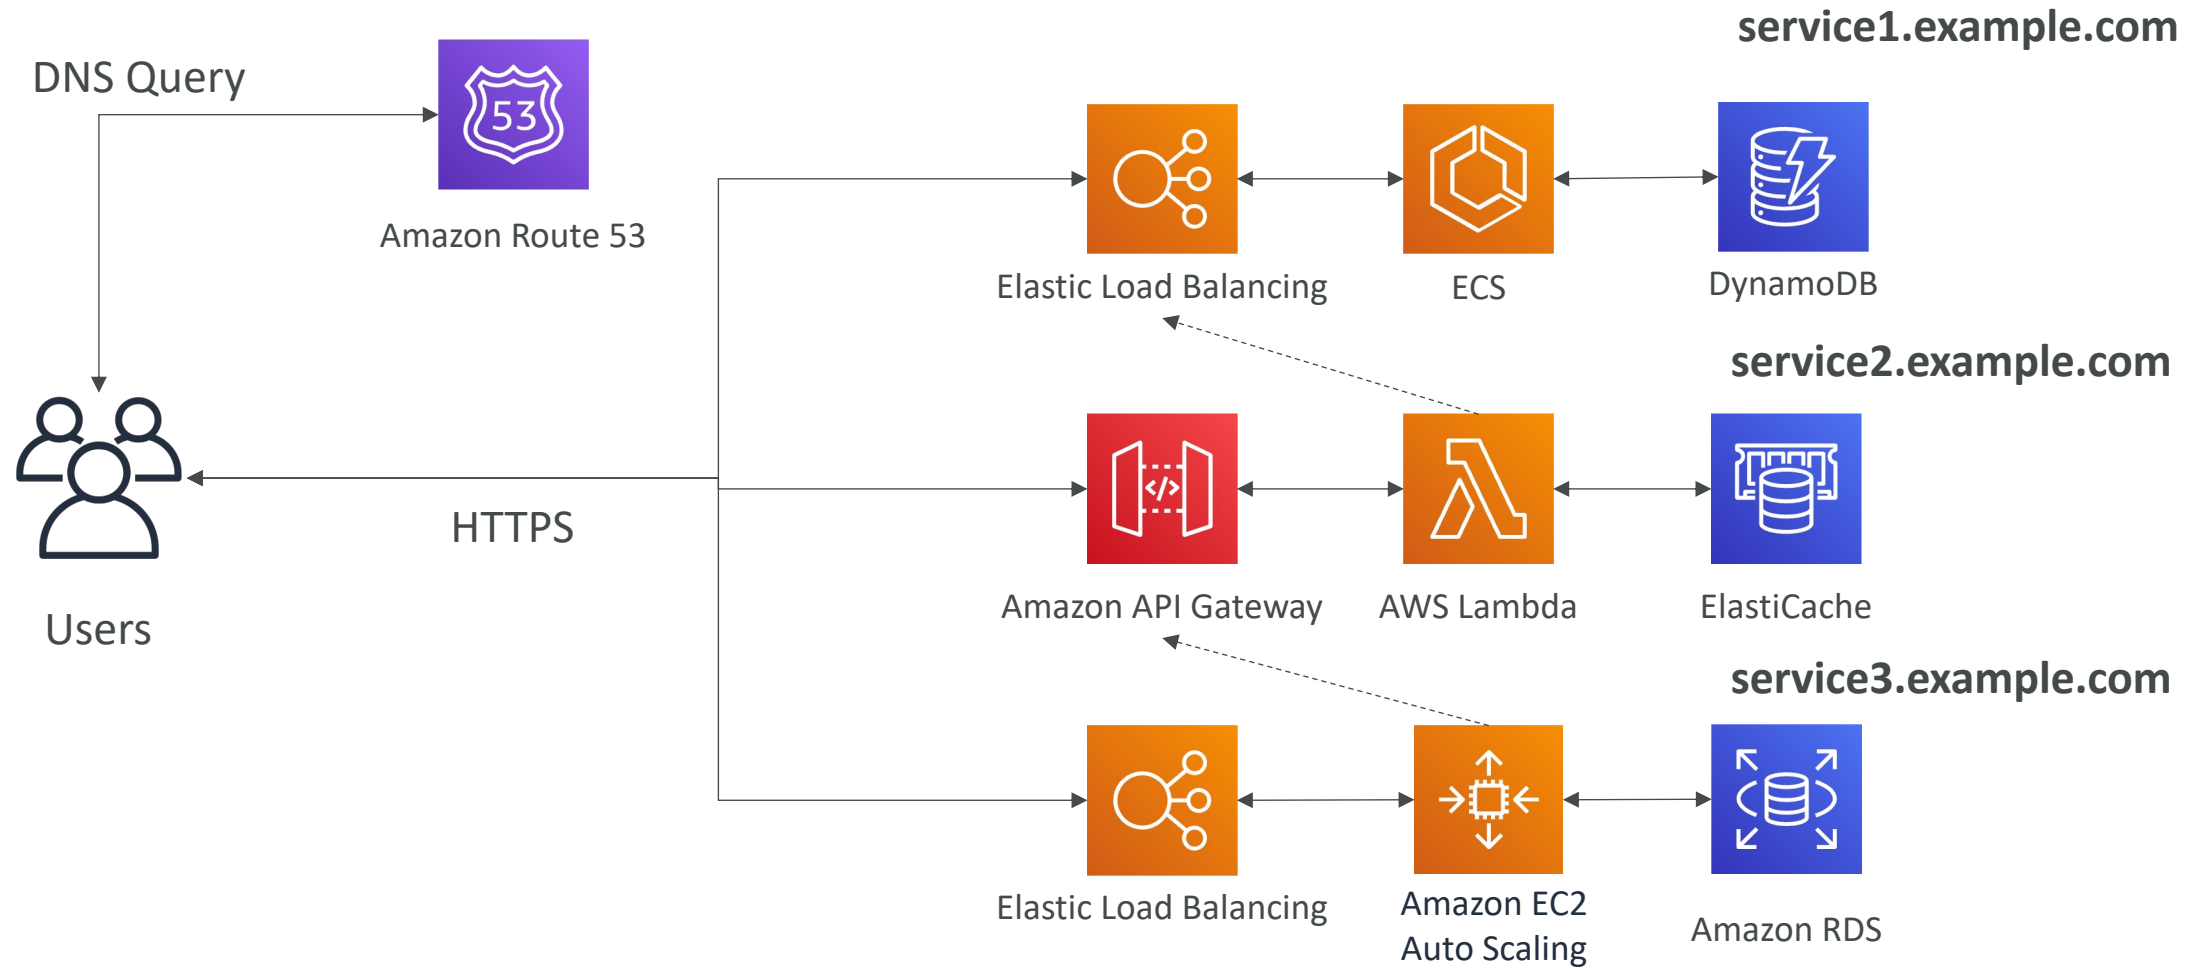 service1.example.com
DNS Query
53
Amazon Route 53
Elastic Load Balancing
ECS
DynamoDB
service2.example.com
</>
HTTPS
Users
Amazon API Gateway
AWS Lambda
ElastiCache
service3.example.com
Elastic Load Balancing
Amazon EC2
Auto Scaling
Amazon RDS